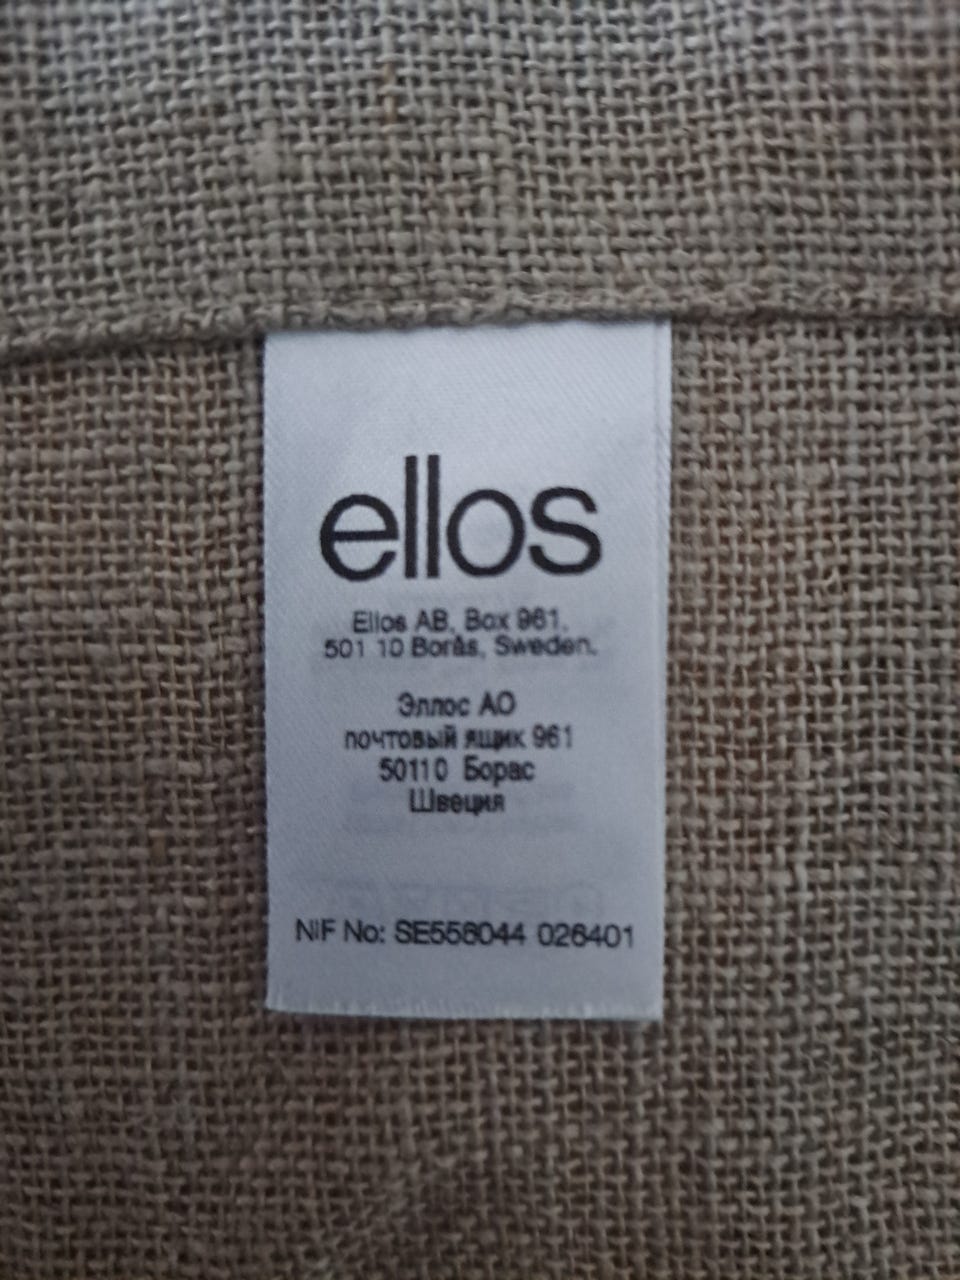 ellos
Ellos AB, Box 961,
501 10 Borås, Sweden.
Эллос АО
почтовый ящик 961
50110 Борас
Швеция
NIF No: SE556044 026401